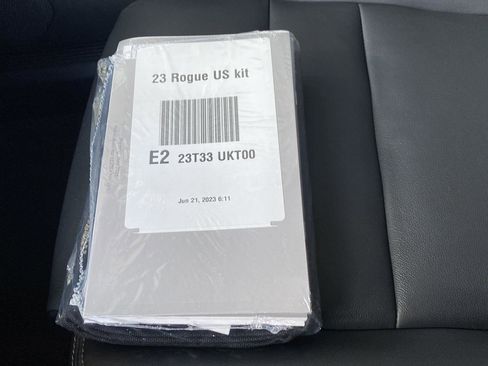 23 Rogue US kit
E2 23T33 UKT00
Jun 21, 2023 6:11